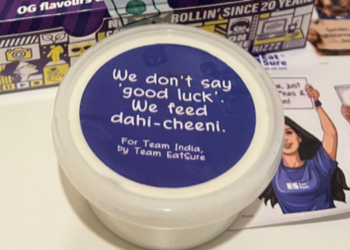 OG flavours
ROLLIN' SINCE 20 YEAR
We don't say
'good luck'.
We feed
dahi-cheeni.
For Team India,
by Team EatSure